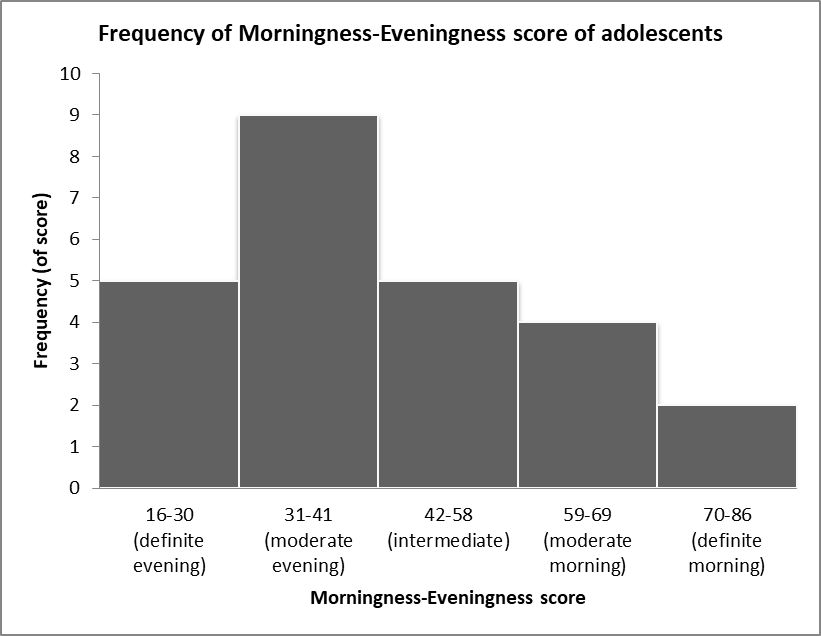 Frequency of Morningness-Eveningness score of adolescents
10
9
8
7
6
5
4
3
2
1
0
Frequency (of score)
16-30 31-41 42-58 59-69 70-86
(definite (moderate (intermediate) (moderate (definite
evening) evening) morning) morning)
Morningness-Eveningness score